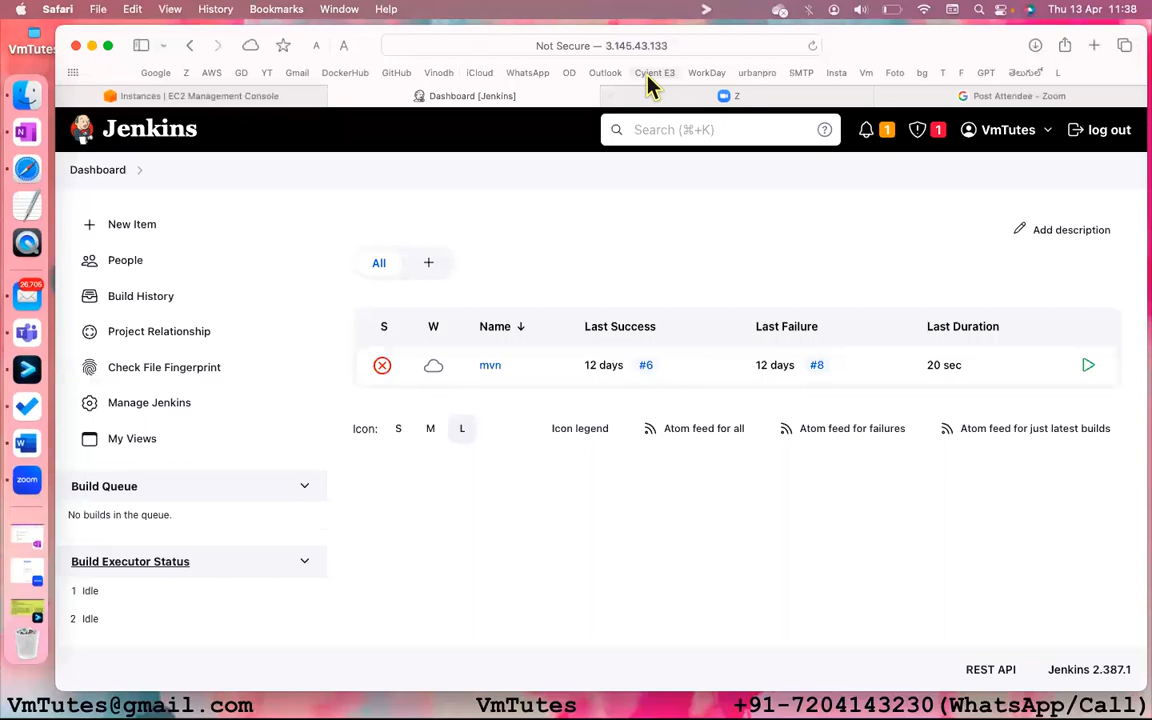 Safari File Edit View History Bookmarks Window Help Thu 13 Apr 11:38
VmTutes
Not Secure — 3.145.43.133
Google Z AWS GD YT Gmail DockerHub GitHub Vinodh iCloud WhatsApp OD Outlook Cyient E3 WorkDay urbanpro SMTP Insta Vm Foto bg T F GPT L
Instances | EC2 Management Console Dashboard [Jenkins] Z Post Attendee - Zoom
Jenkins Search (⌘+K) 1 1 VmTutes log out
Dashboard
New Item
Add description
People
All +
Build History
S W Name ↓ Last Success Last Failure Last Duration
Project Relationship
mvn 12 days #6 12 days #8 20 sec
Check File Fingerprint
Manage Jenkins
Icon: S M L Icon legend Atom feed for all Atom feed for failures Atom feed for just latest builds
My Views
Build Queue
No builds in the queue.
Build Executor Status
1 Idle
2 Idle
26,705
zoom
REST API Jenkins 2.387.1
VmTutes@gmail.com VmTutes +91-7204143230(WhatsApp/Call)